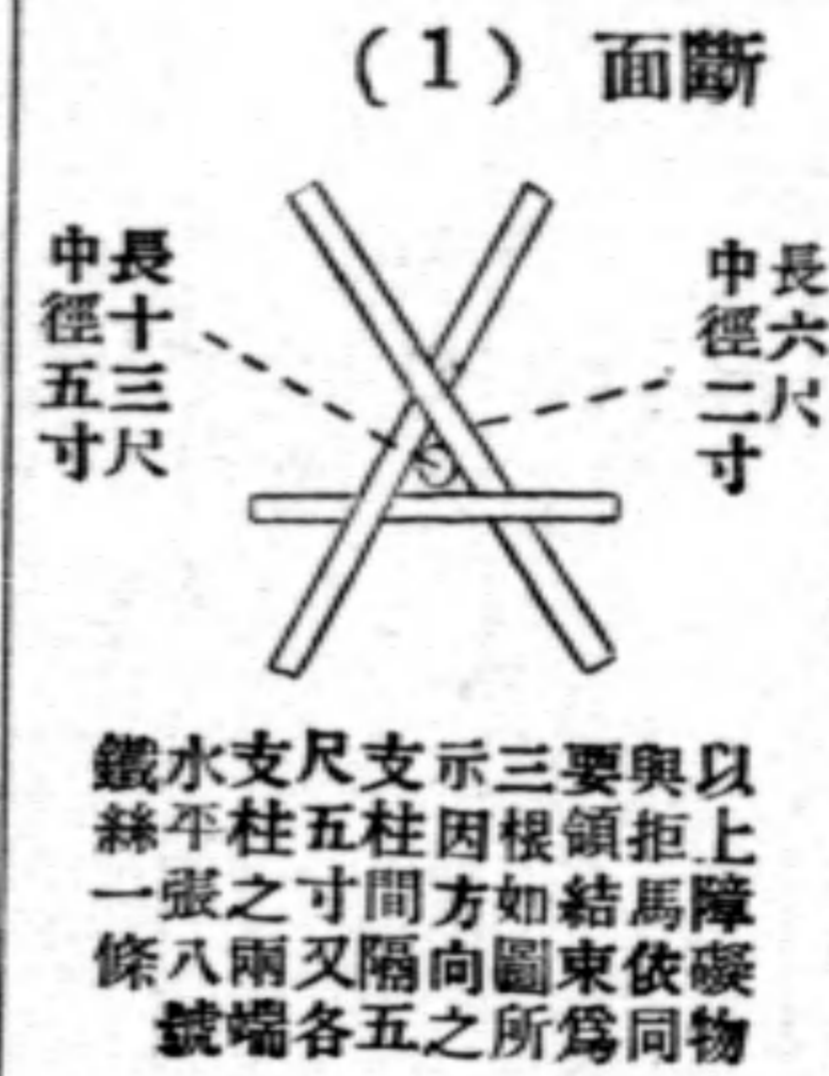 斷面(1)
長六尺
中徑二寸
長十三尺
中徑五寸
以上障礙物
與拒馬依同
要領結束爲
三根如圖所
示因方向之
支柱間隔五
尺五寸又各
支柱之兩端
水平張八號
鐵絲一條